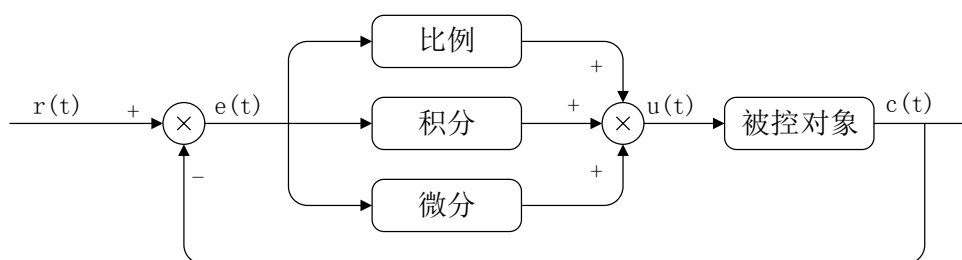 比例
+
r(t)
+
e(t)
积分
+
u(t)
被控对象
c(t)
−
微分
+